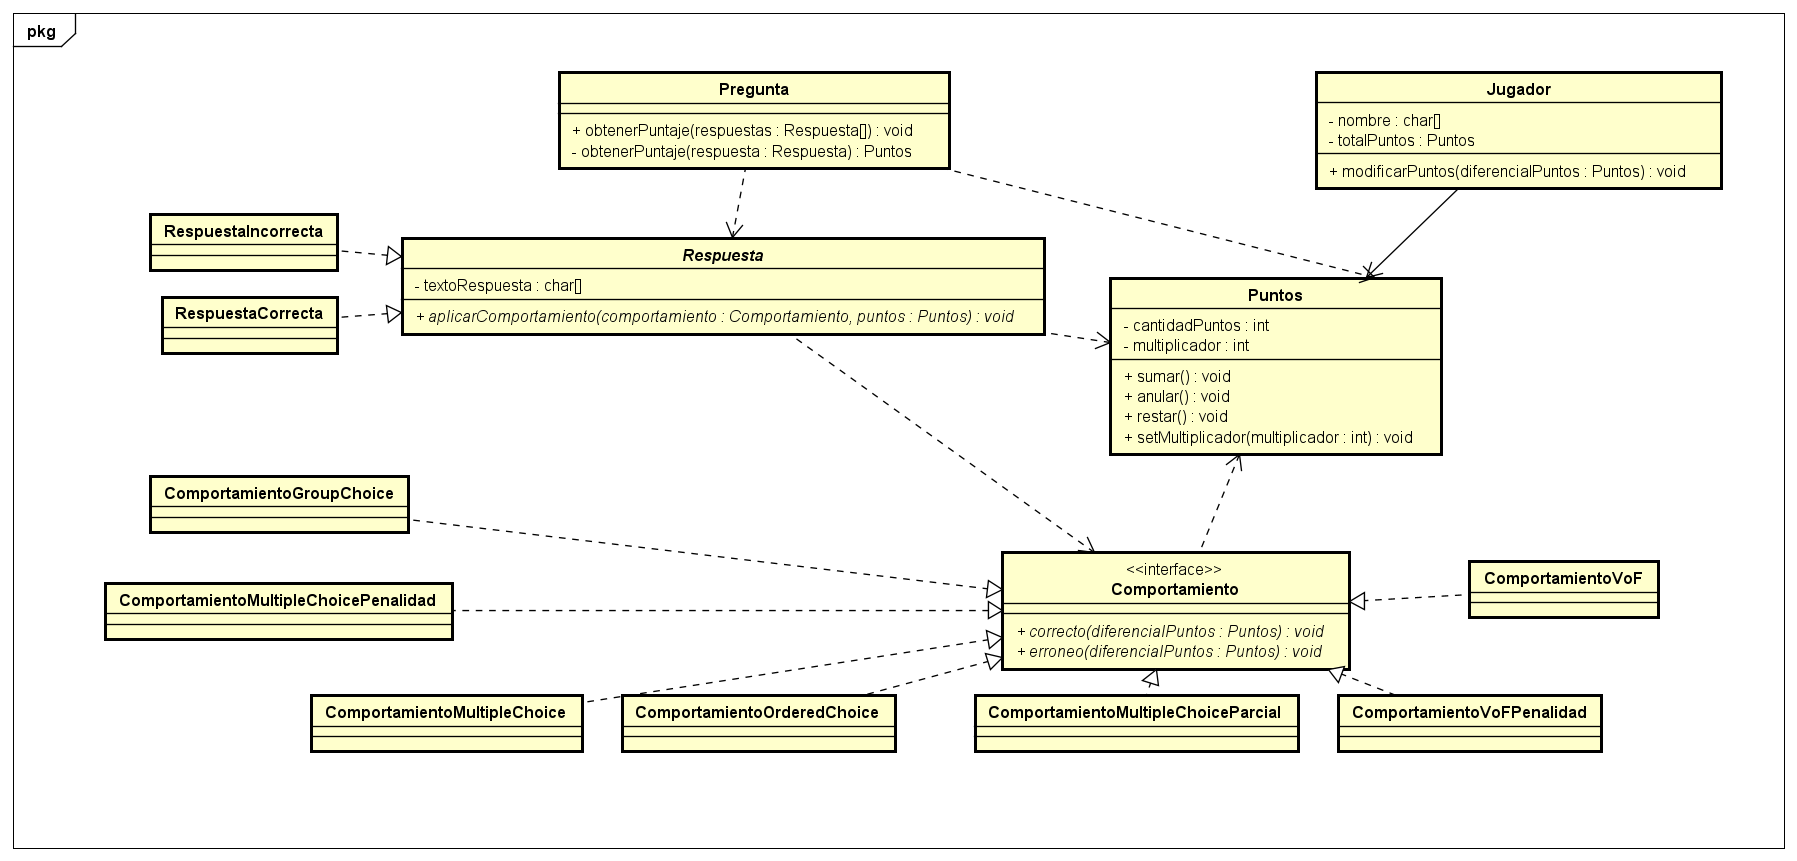 pkg
Pregunta
+ obtenerPuntaje(respuestas : Respuesta[]) : void
- obtenerPuntaje(respuesta : Respuesta) : Puntos
Jugador
- nombre : char[]
- totalPuntos : Puntos
+ modificarPuntos(diferencialPuntos : Puntos) : void
RespuestaIncorrecta
RespuestaCorrecta
Respuesta
- textoRespuesta : char[]
+ aplicarComportamiento(comportamiento : Comportamiento, puntos : Puntos) : void
Puntos
- cantidadPuntos : int
- multiplicador : int
+ sumar() : void
+ anular() : void
+ restar() : void
+ setMultiplicador(multiplicador : int) : void
ComportamientoGroupChoice
ComportamientoMultipleChoicePenalidad
<<interface>>
Comportamiento
+ correcto(diferencialPuntos : Puntos) : void
+ erroneo(diferencialPuntos : Puntos) : void
ComportamientoVoF
ComportamientoMultipleChoice
ComportamientoOrderedChoice
ComportamientoMultipleChoiceParcial
ComportamientoVoFPenalidad